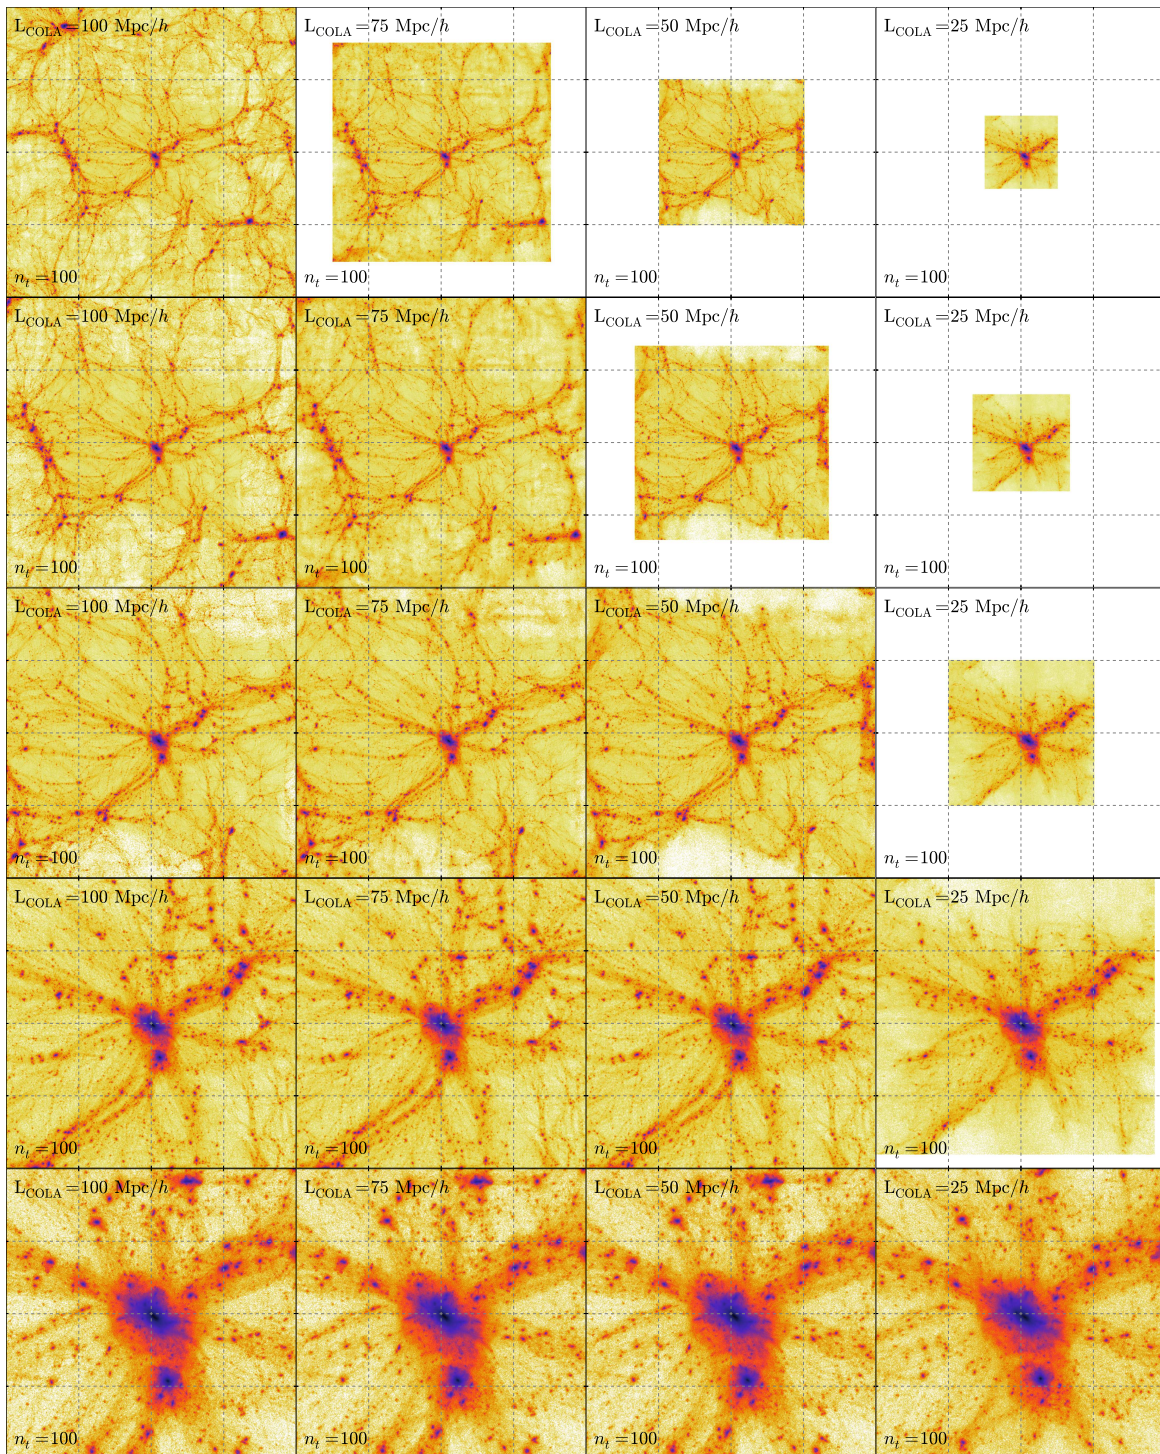 L_COLA=100 Mpc/h
L_COLA=75 Mpc/h
L_COLA=50 Mpc/h
L_COLA=25 Mpc/h
n_t=100
n_t=100
n_t=100
n_t=100
L_COLA=100 Mpc/h
L_COLA=75 Mpc/h
L_COLA=50 Mpc/h
L_COLA=25 Mpc/h
n_t=100
n_t=100
n_t=100
n_t=100
L_COLA=100 Mpc/h
L_COLA=75 Mpc/h
L_COLA=50 Mpc/h
L_COLA=25 Mpc/h
n_t=100
n_t=100
n_t=100
n_t=100
L_COLA=100 Mpc/h
L_COLA=75 Mpc/h
L_COLA=50 Mpc/h
L_COLA=25 Mpc/h
n_t=100
n_t=100
n_t=100
n_t=100
L_COLA=100 Mpc/h
L_COLA=75 Mpc/h
L_COLA=50 Mpc/h
L_COLA=25 Mpc/h
n_t=100
n_t=100
n_t=100
n_t=100